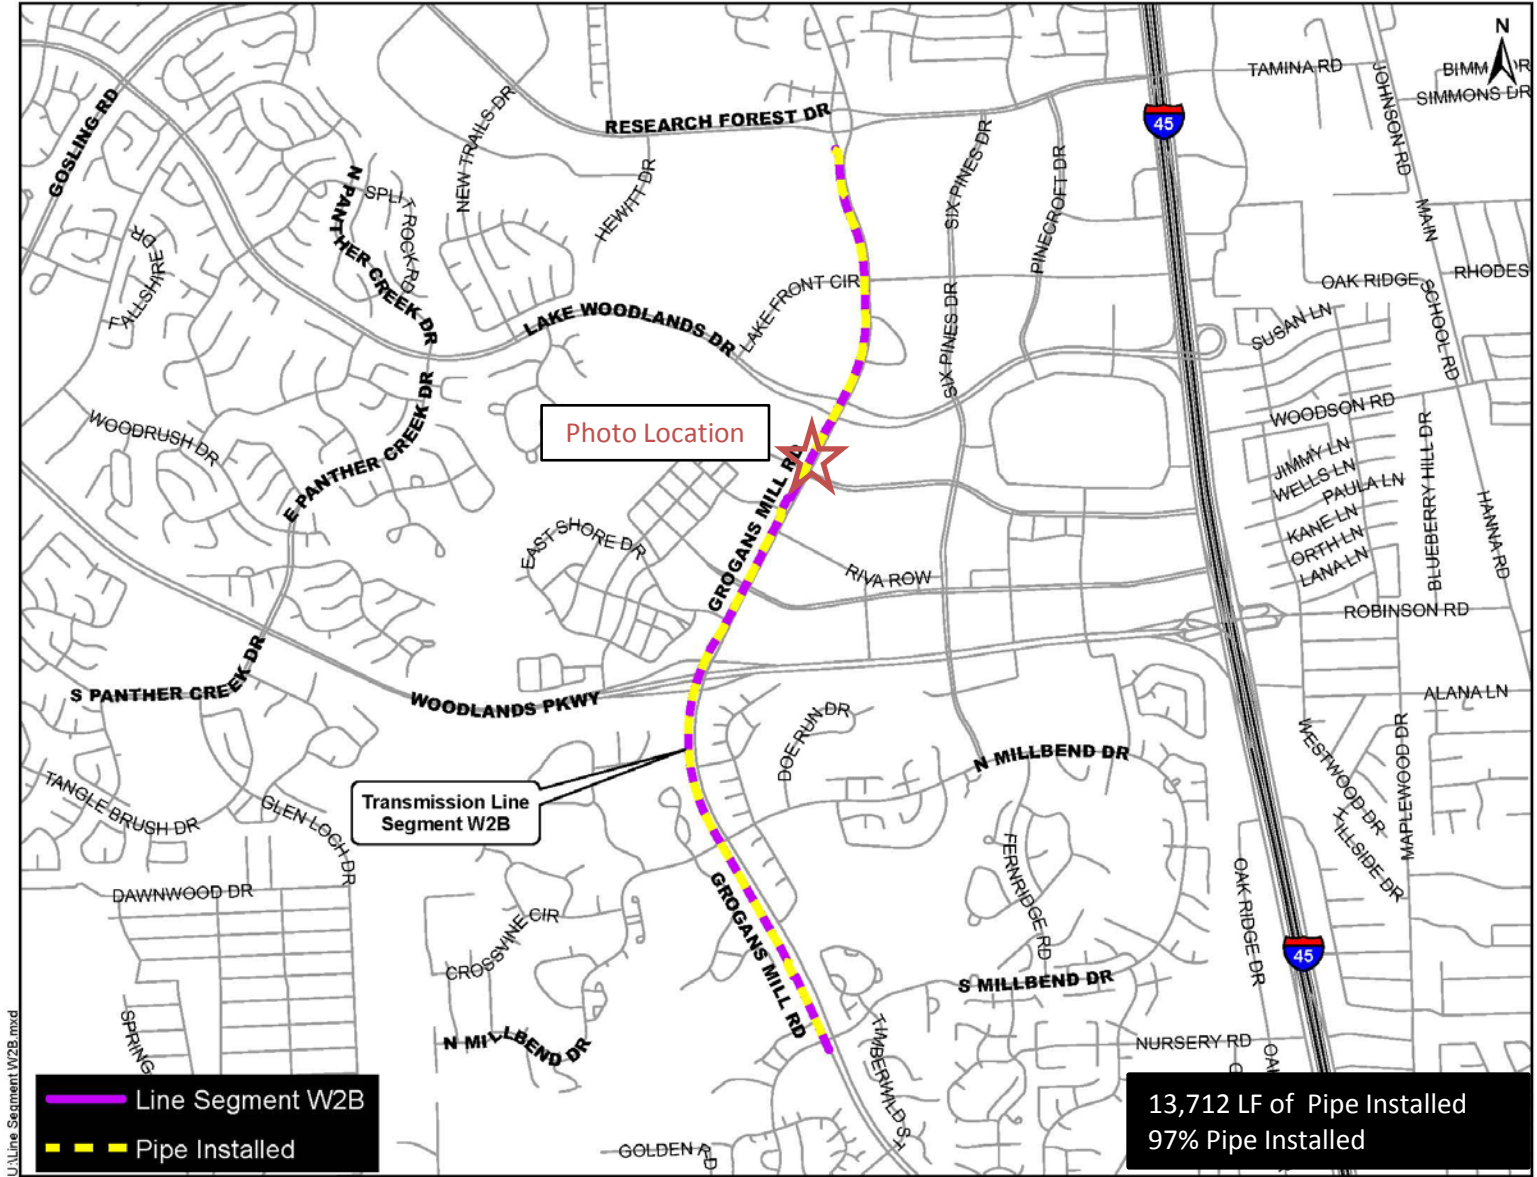 N
TAMINA RD
JOHNSON RD
SIMMONS DR
45
GOSLING RD
RESEARCH FOREST DR
NEW TRAILS DR
HEWITT DR
SIX PINES DR
PINECROFT DR
N PANTHER CREEK DR
SPLIT ROCK RD
FALLSHIRE DR
MAIN
SCHOOL RD
OAK RIDGE
RHODES
LAKE FRONT CIR
LAKE WOODLANDS DR
SIX PINES DR
SUSAN LN
WOODSON RD
WOODRUSH DR
E PANTHER CREEK DR
Photo Location
GROGANS MILL RD
JIMMY LN
WELLS LN
PAULA LN
KANE LN
ORTH LN
LANA LN
BLUEBERRY HILL DR
HANNA RD
EAST SHORE DR
RIVA ROW
ROBINSON RD
S PANTHER CREEK DR
WOODLANDS PKWY
ALANA LN
DOE RUN DR
N MILLBEND DR
WESTWOOD DR
MAPLEWOOD DR
HILLSIDE DR
Transmission Line
Segment W2B
TANGLE BRUSH DR
GLEN LOCH DR
DAWNWOOD DR
GROGANS MILL RD
FERNRIDGE RD
OAK RIDGE DR
CROSSVINE CIR
45
S MILLBEND DR
SPRING
N MILLBEND DR
TIMBERWILD ST
NURSERY RD
GOLDEN RD
Line Segment W2B
Pipe Installed
13,712 LF of Pipe Installed
97% Pipe Installed
U:\Line Segment W2B.mxd